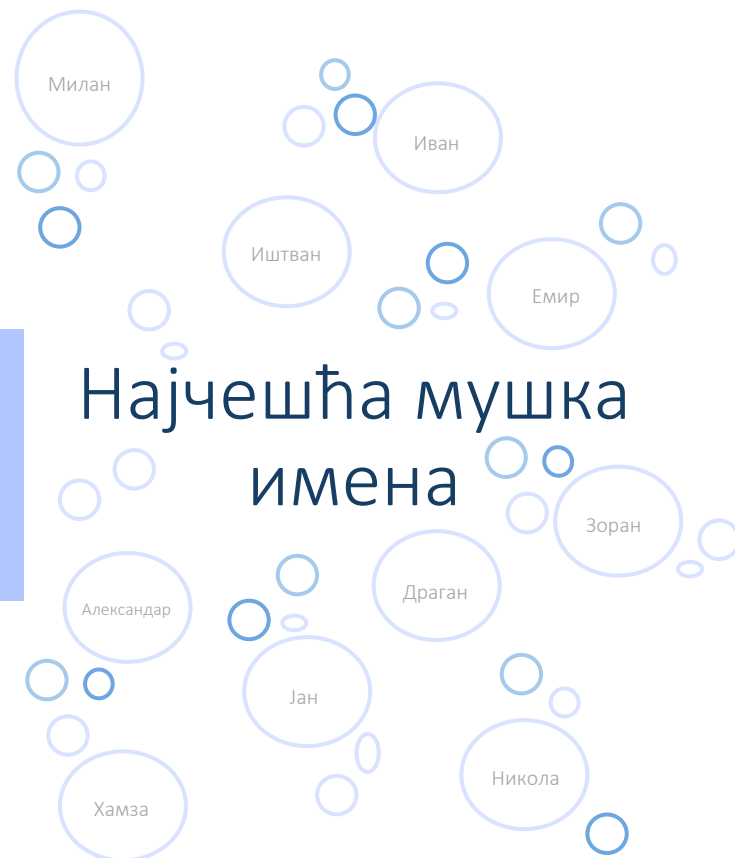 Милан
Иван
Иштван
Емир
Најчешћа мушка
имена
Зоран
Драган
Александар
Јан
Никола
Хамза